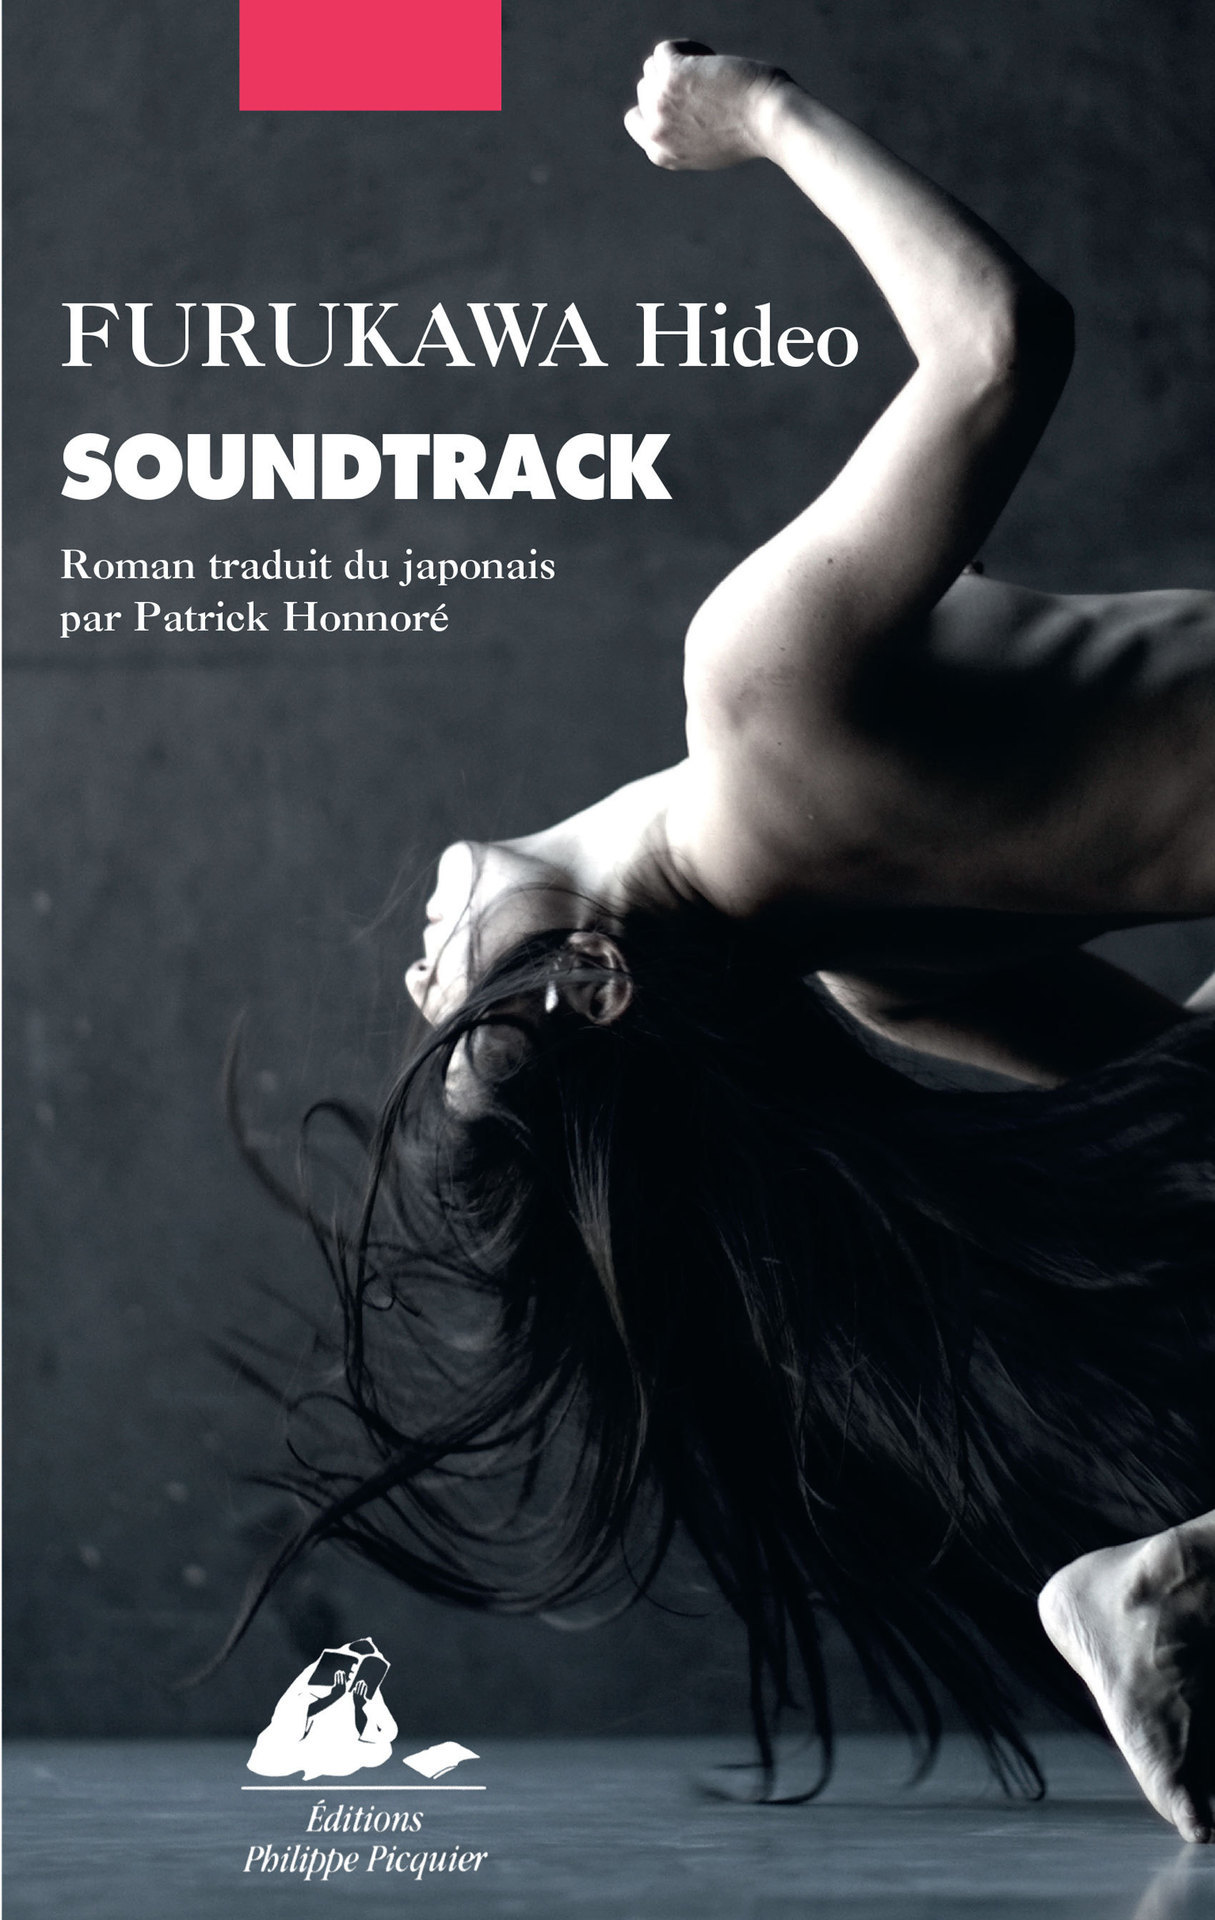 FURUKAWA Hideo
SOUNDTRACK
Roman traduit du japonais
par Patrick Honnoré
Éditions
Philippe Picquier